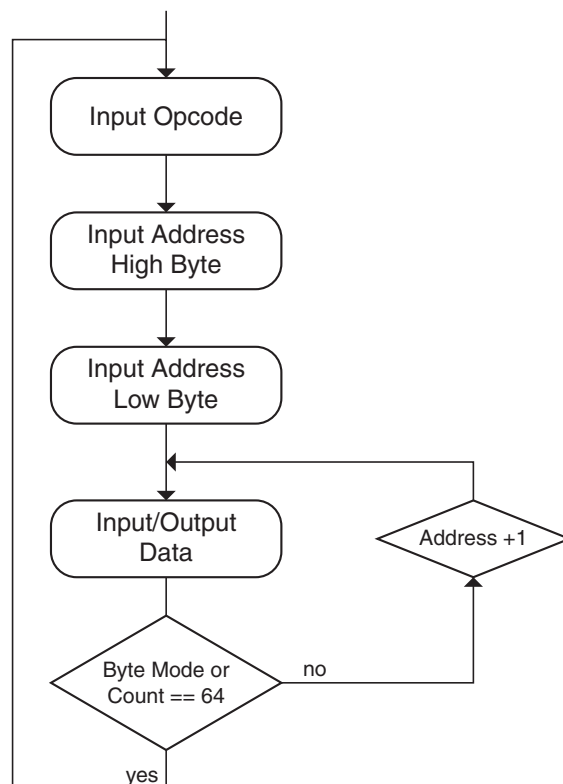 Input Opcode
Input Address
High Byte
Input Address
Low Byte
Input/Output
Data
Address +1
Byte Mode or
Count == 64
no
yes